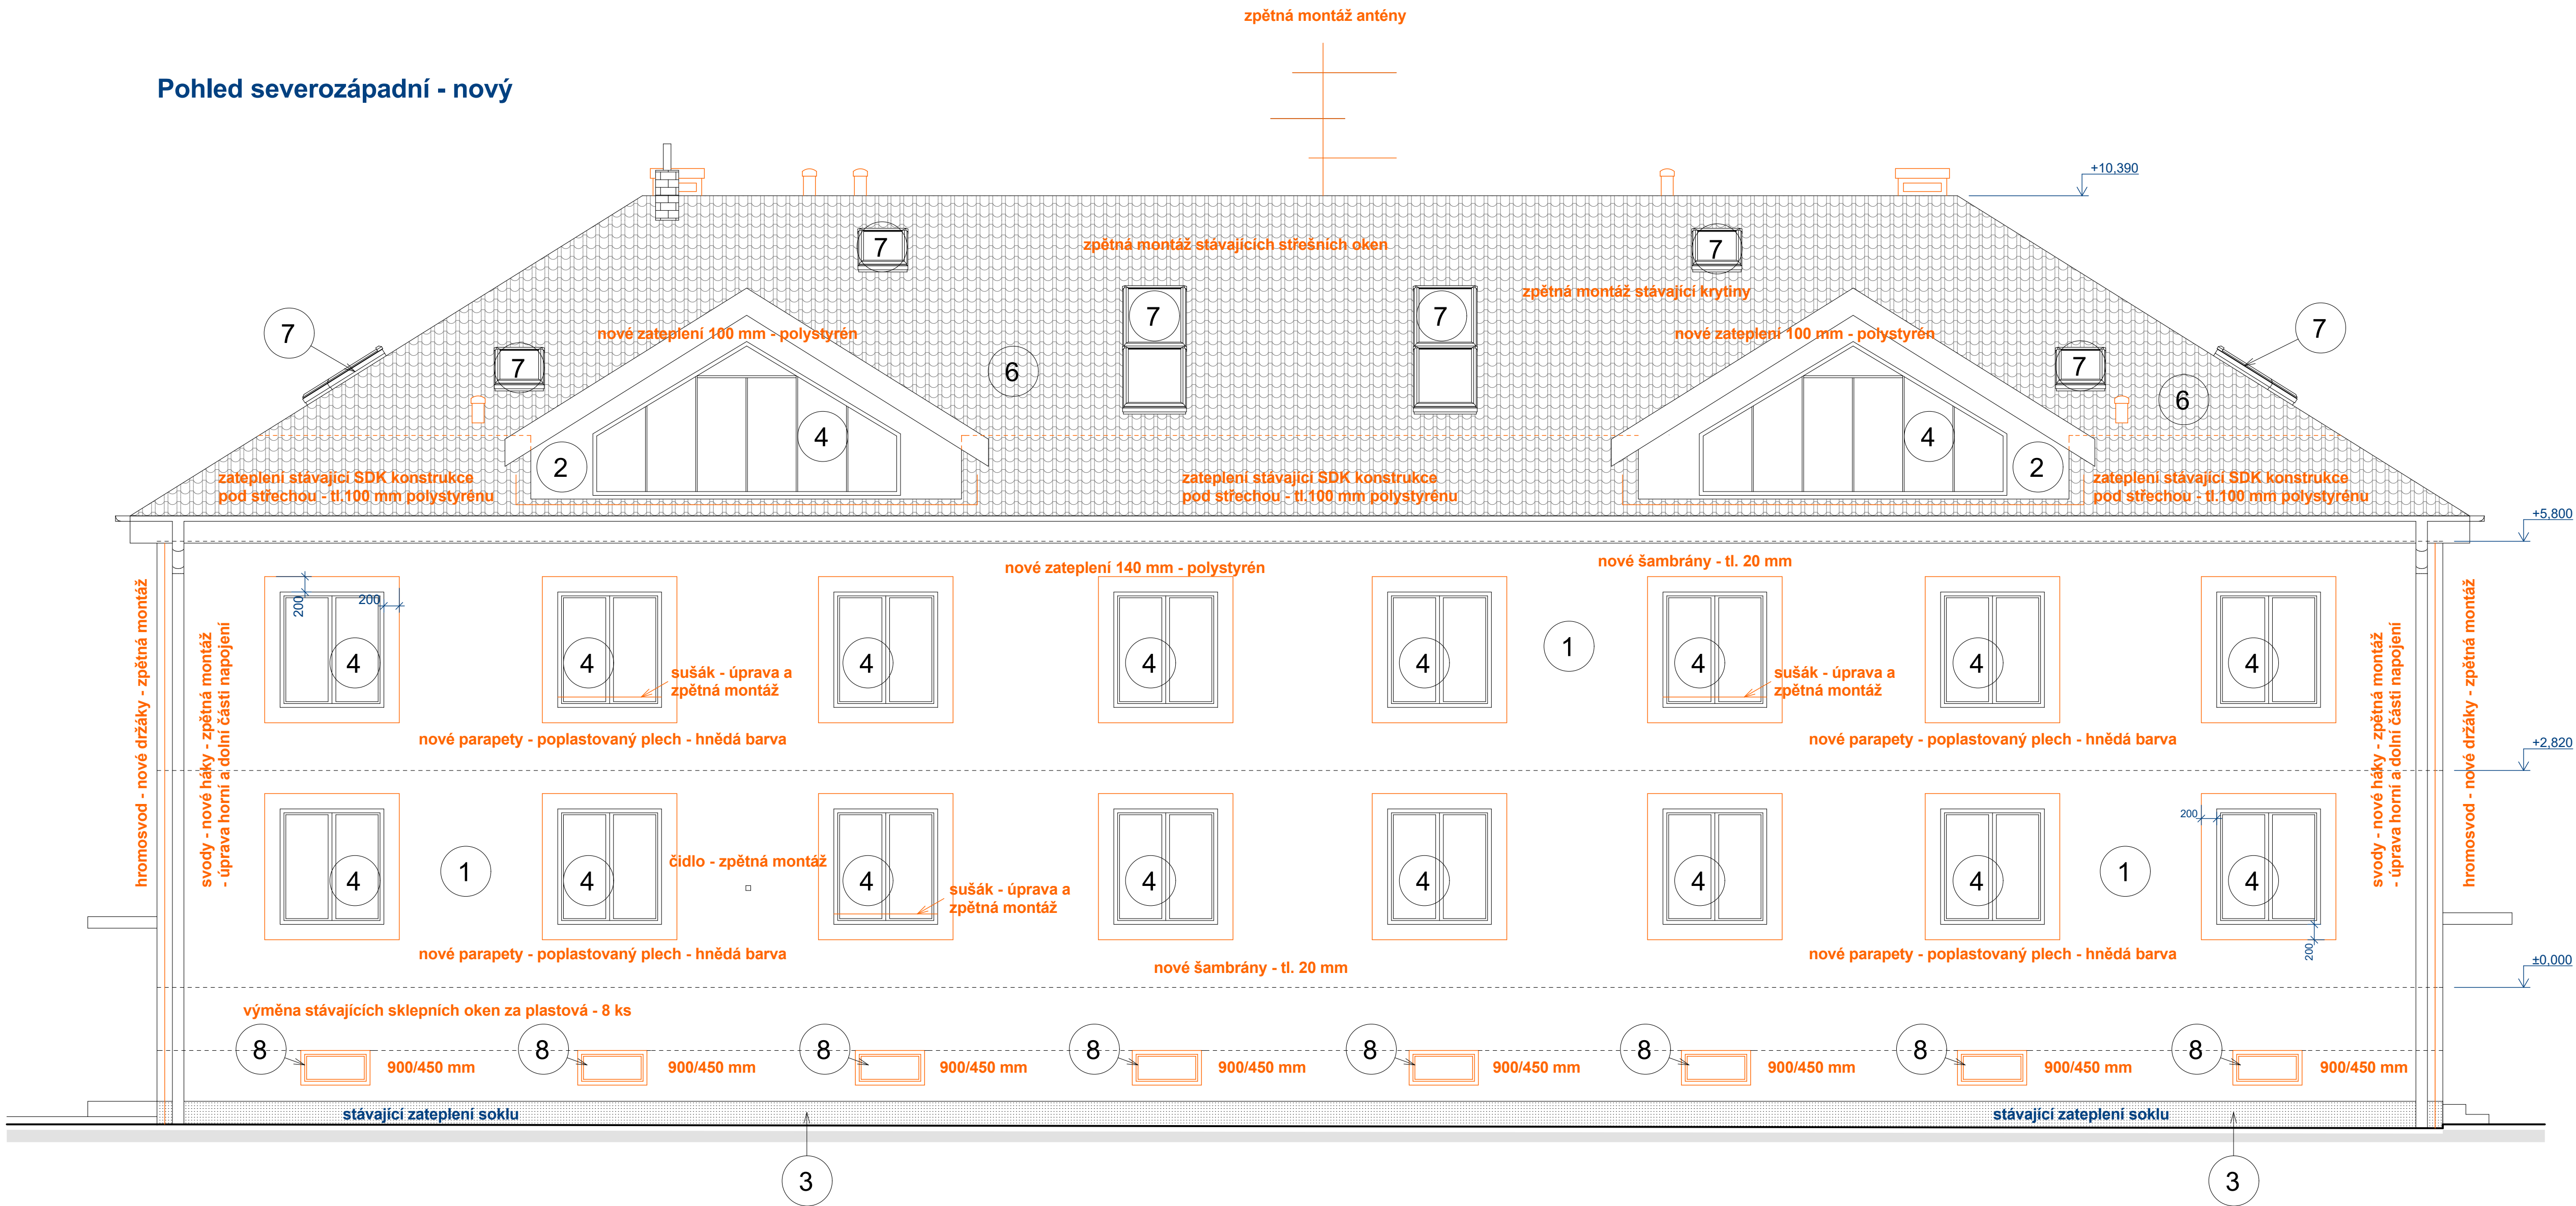 zpětná montáž antény
Pohled severozápadní - nový
+10,390
7
7
zpětná montáž stávajících střešních oken
zpětná montáž stávající krytiny
7
7
7
7
nové zateplení 100 mm - polystyrén
nové zateplení 100 mm - polystyrén
7
7
6
6
4
4
2
2
zateplení stávající SDK konstrukce
pod střechou - tl.100 mm polystyrénu
zateplení stávající SDK konstrukce
pod střechou - tl.100 mm polystyrénu
zateplení stávající SDK konstrukce
pod střechou - tl.100 mm polystyrénu
+5,800
nové zateplení 140 mm - polystyrén
nové šambrány - tl. 20 mm
200
200
hromosvod - nové držáky - zpětná montáž
svody - nové háky - zpětná montáž
- úprava horní a dolní části napojení
svody - nové háky - zpětná montáž
- úprava horní a dolní části napojení
hromosvod - nové držáky - zpětná montáž
4
4
4
4
4
1
4
4
4
sušák - úprava a
zpětná montáž
sušák - úprava a
zpětná montáž
nové parapety - poplastovaný plech - hnědá barva
nové parapety - poplastovaný plech - hnědá barva
+2,820
200
4
1
4
čidlo - zpětná montáž
4
4
4
4
4
1
4
sušák - úprava a
zpětná montáž
200
nové parapety - poplastovaný plech - hnědá barva
nové parapety - poplastovaný plech - hnědá barva
nové šambrány - tl. 20 mm
±0,000
výměna stávajících sklepních oken za plastová - 8 ks
8
900/450 mm
8
900/450 mm
8
900/450 mm
8
900/450 mm
8
900/450 mm
8
900/450 mm
8
900/450 mm
8
900/450 mm
stávající zateplení soklu
stávající zateplení soklu
3
3